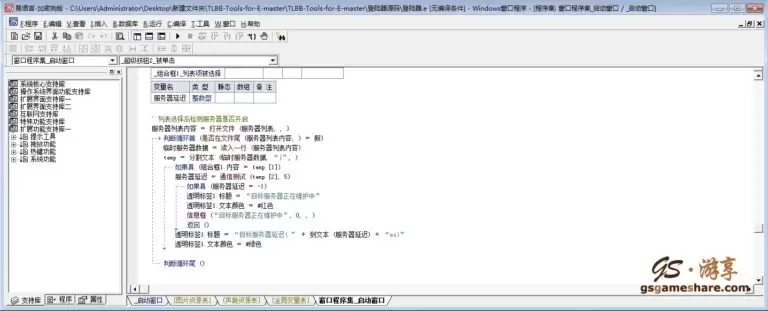 易语言·加密狗版 - C:\Users\Administrator\Desktop\新建文件夹\TLBB-Tools-for-E-master\TLBB-Tools-for-E-master\登陆器源码\登陆器.e [无编译条件] - Windows窗口程序 - [程序集: 窗口程序集_启动窗口 / _启动窗口]
F.程序 E.编辑 V.查看 I.插入 B.数据库 R.运行 C.编译 T.工具 W.窗口 H.帮助
窗口程序集_启动窗口
_超级按钮2_被单击
系统核心支持库
操作系统界面功能支持库
扩展界面支持库一
扩展界面支持库二
互联网支持库
特殊功能支持库
扩展功能支持库一
提示工具
热键功能
系统功能
_组合框1_列表项被选择
变量名 类 型 静态 数组 备 注
服务器延迟 整数型
' 列表选择后检测服务器是否开启
服务器列表内容 = 打开文件 (服务器列表, , )
判断循环首 (是否在文件尾 (服务器列表内容, ) = 假)
临时服务器数据 = 读入一行 (服务器列表内容)
temp = 分割文本 (临时服务器数据, “|”, )
如果真 (组合框1.内容 = temp [1])
服务器延迟 = 通信测试 (temp [2], 5)
如果真 (服务器延迟 = -1)
透明标签1.标题 = “目标服务器正在维护中”
透明标签1.文本颜色 = #红色
信息框 (“目标服务器正在维护中”, 0, , )
返回 ()
透明标签1.标题 = “目标服务器延迟(” + 到文本 (服务器延迟) + “ms)”
透明标签1.文本颜色 = #绿色
判断循环尾 ()
支持库 程序 属性
_启动窗口 [图片资源表] [声音资源表] [全局变量表] 窗口程序集_启动窗口
GS·游享
gsgameshare.com